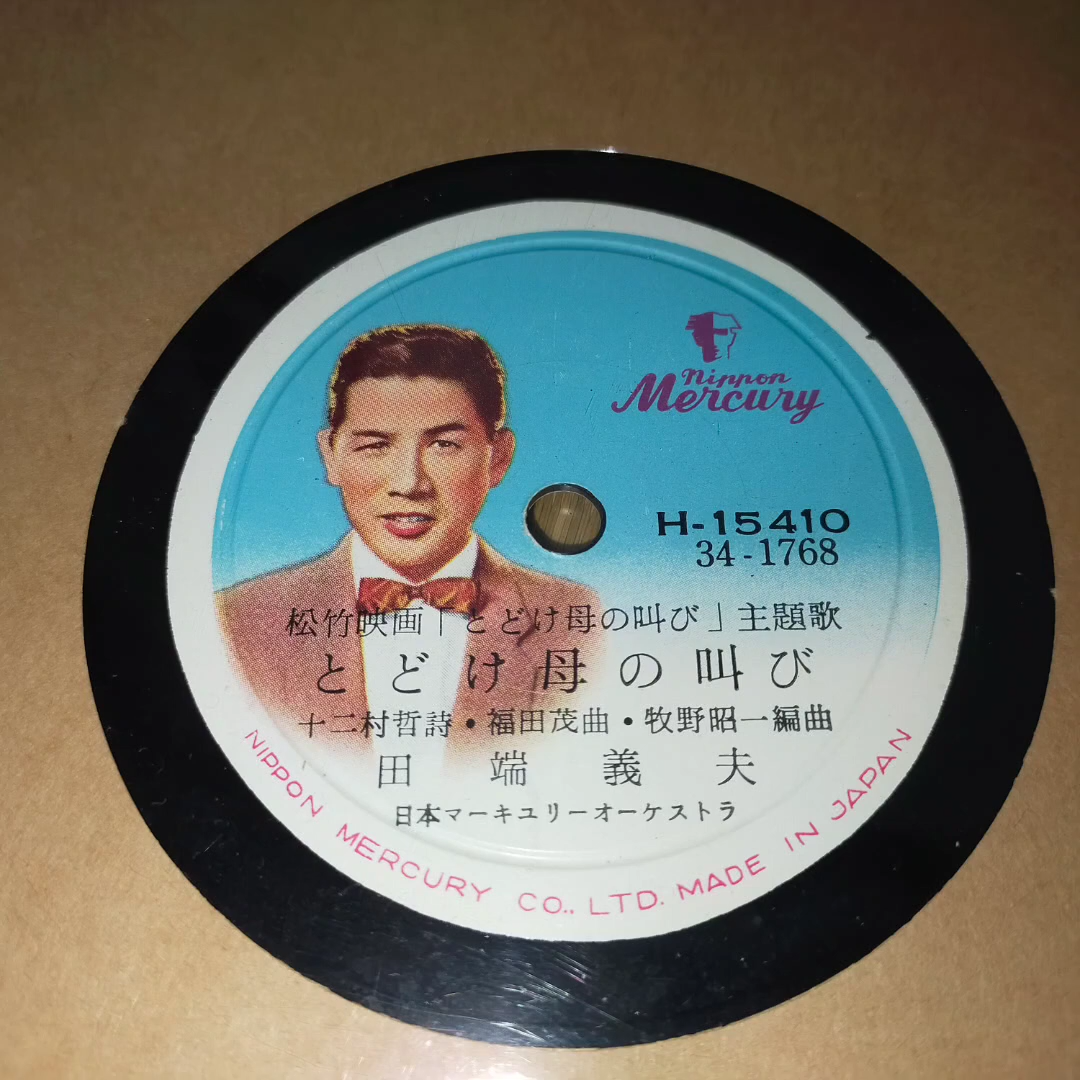 nippon
Mercury
H-15410
34-1768
松竹映画「とどけ母の叫び」主題歌
とどけ母の叫び
十二村哲詩・福田茂曲・牧野昭一編曲
田端義夫
日本マーキユリーオーケストラ
NIPPON MERCURY CO., LTD. MADE IN JAPAN